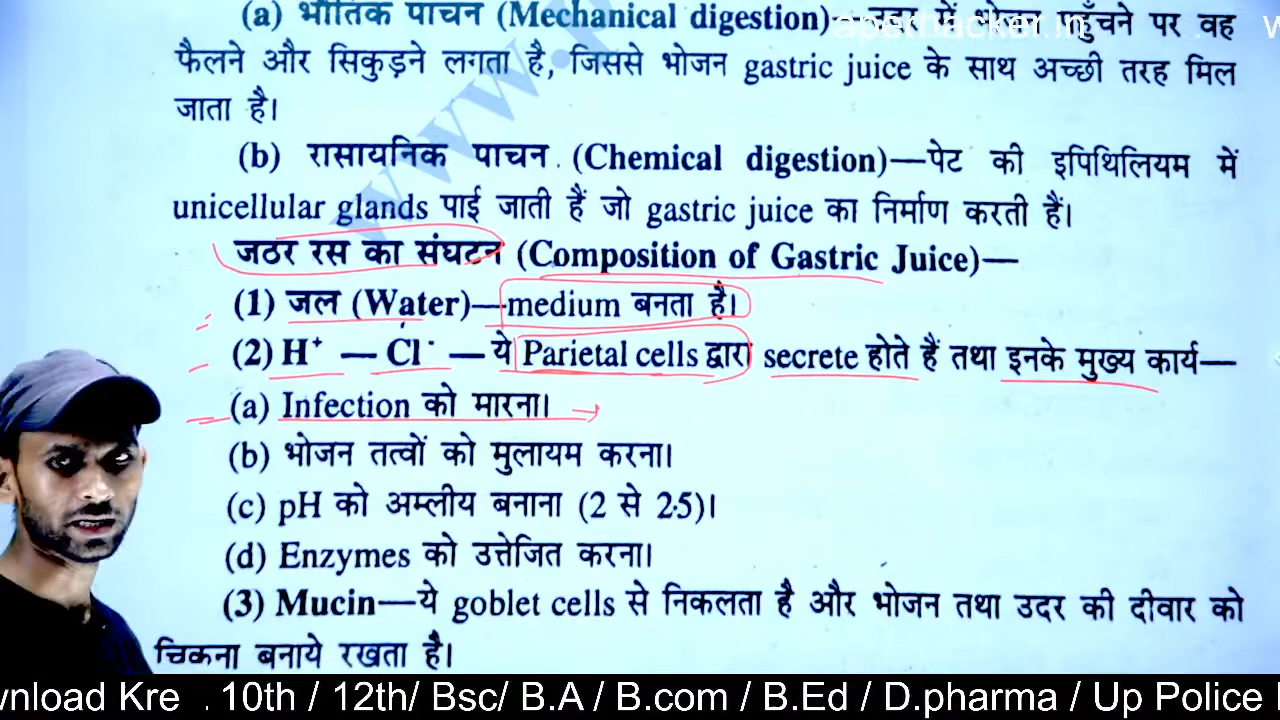 (a) भौतिक पाचन (Mechanical digestion)— उदर में भोजन पहुँचने पर वह
फैलने और सिकुड़ने लगता है, जिससे भोजन gastric juice के साथ अच्छी तरह मिल
जाता है।
(b) रासायनिक पाचन (Chemical digestion)—पेट की इपिथिलियम में
unicellular glands पाई जाती हैं जो gastric juice का निर्माण करती हैं।
जठर रस का संघटन (Composition of Gastric Juice)—
(1) जल (Water)—medium बनता है।
(2) H⁺ — Cl⁻ — ये Parietal cells द्वारा secrete होते हैं तथा इनके मुख्य कार्य—
(a) Infection को मारना।
(b) भोजन तत्वों को मुलायम करना।
(c) pH को अम्लीय बनाना (2 से 2·5)।
(d) Enzymes को उत्तेजित करना।
(3) Mucin—ये goblet cells से निकलता है और भोजन तथा उदर की दीवार को
चिकना बनाये रखता है।
wnload Kre . 10th / 12th/ Bsc/ B.A / B.com / B.Ed / D.pharma / Up Police